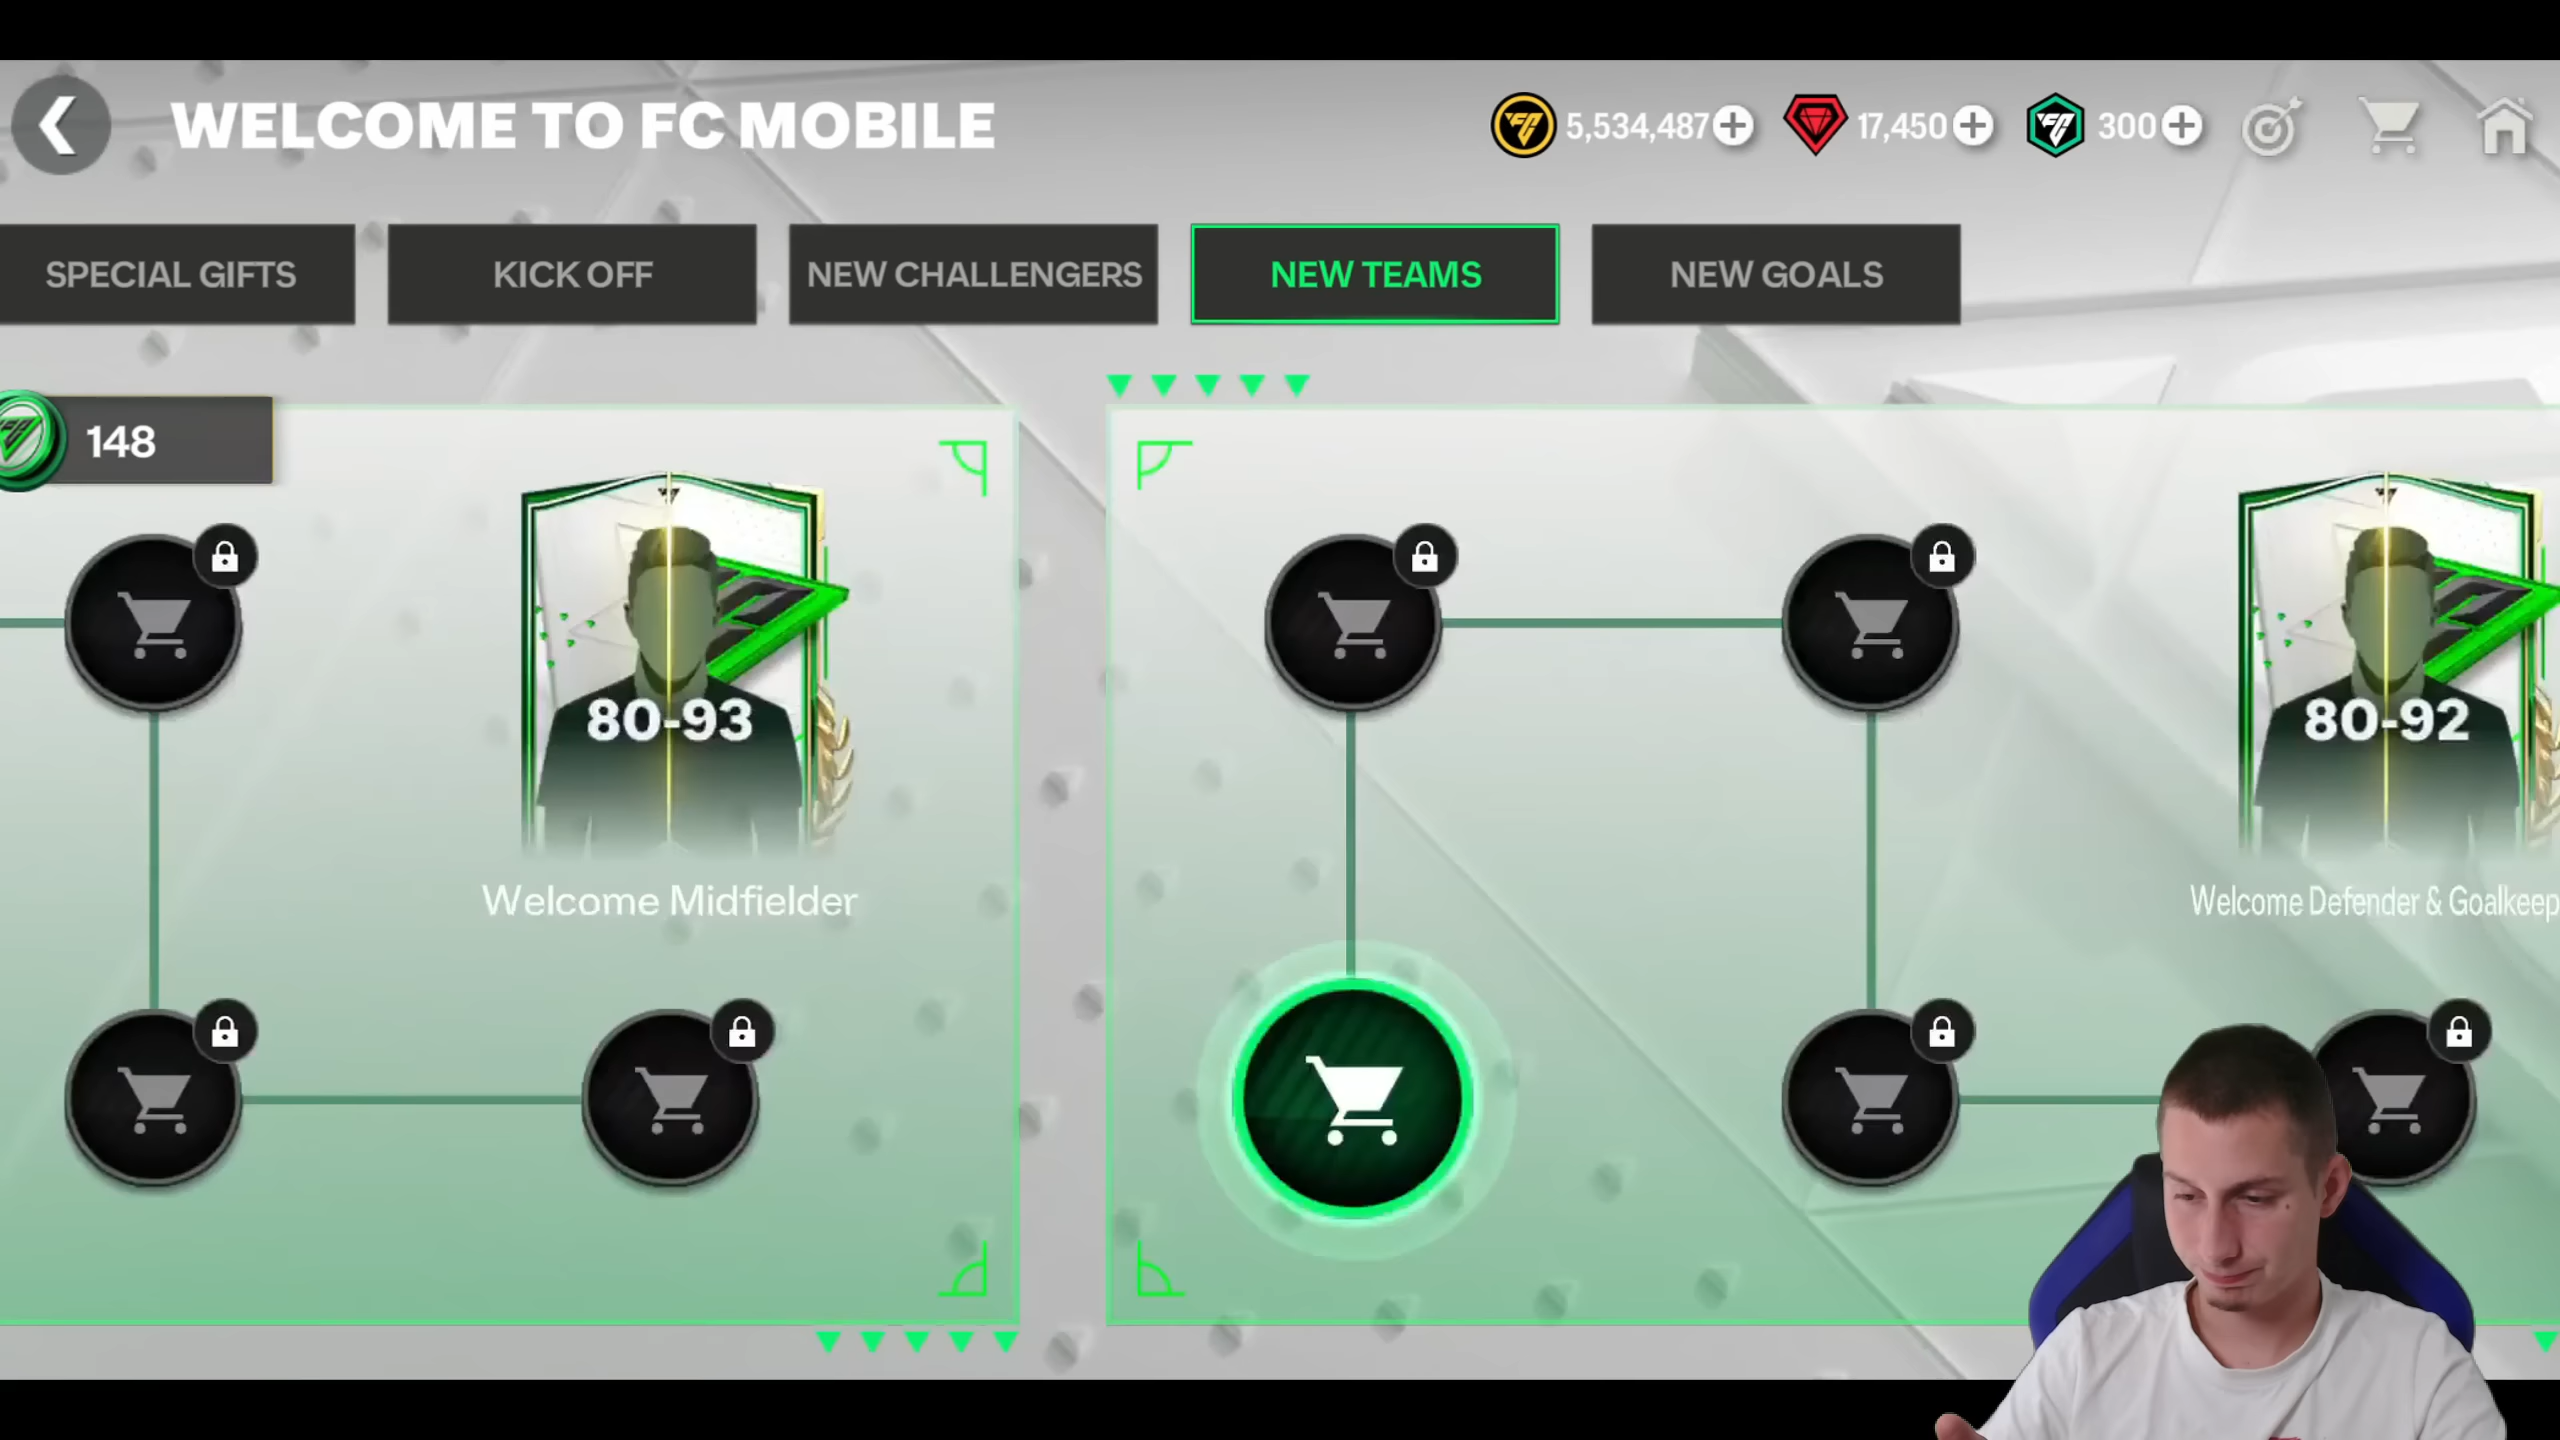 WELCOME TO FC MOBILE
5,534,487
17,450
300
SPECIAL GIFTS
KICK OFF
NEW CHALLENGERS
NEW TEAMS
NEW GOALS
148
80-93
Welcome Midfielder
80-92
Welcome Defender & Goalkeep